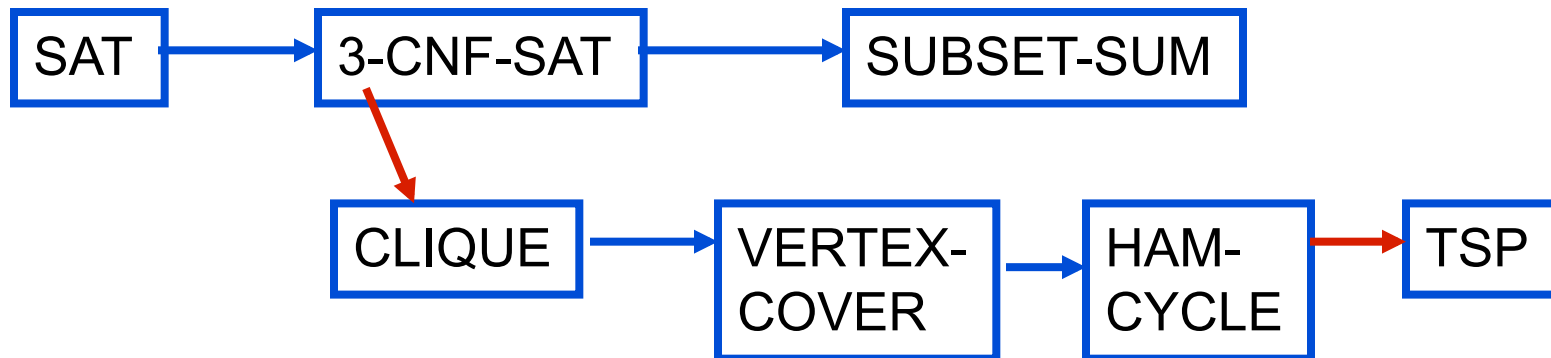 SAT
3-CNF-SAT
SUBSET-SUM
CLIQUE
VERTEX-
COVER
HAM-
CYCLE
TSP